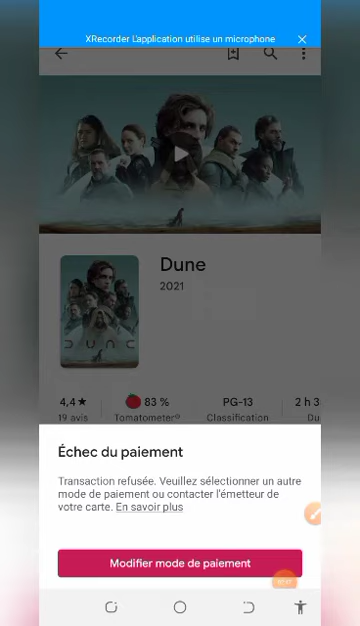 XRecorder L'application utilise un microphone
Dune
2021
DUNC
4,4★ 83 % PG-13 2 h 3
19 avis Tomatometer® Classification Du
Échec du paiement
Transaction refusée. Veuillez sélectionner un autre
mode de paiement ou contacter l'émetteur de
votre carte. En savoir plus
Modifier mode de paiement